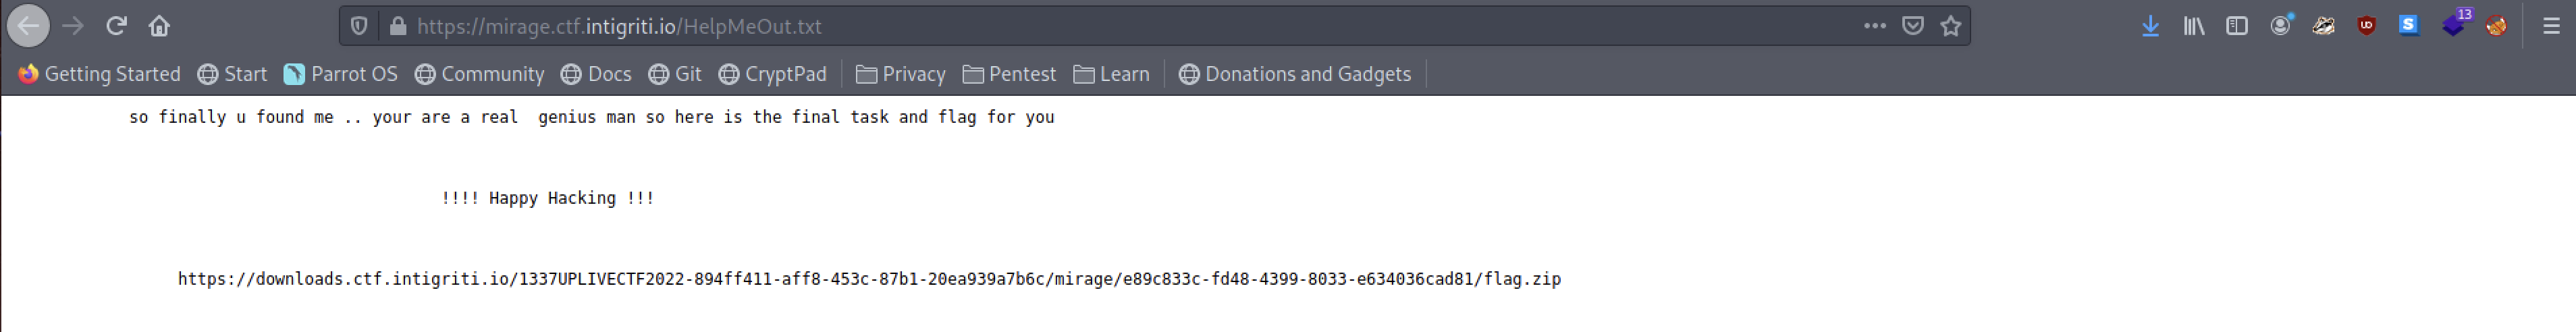 https://mirage.ctf.intigriti.io/HelpMeOut.txt
13
Getting Started Start Parrot OS Community Docs Git CryptPad Privacy Pentest Learn Donations and Gadgets
so finally u found me .. your are a real  genius man so here is the final task and flag for you
!!!! Happy Hacking !!!
https://downloads.ctf.intigriti.io/1337UPLIVECTF2022-894ff411-aff8-453c-87b1-20ea939a7b6c/mirage/e89c833c-fd48-4399-8033-e634036cad81/flag.zip